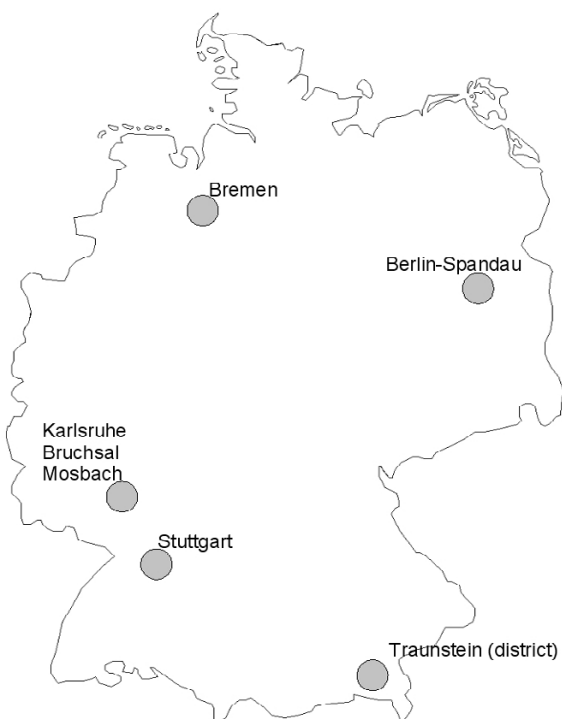 Bremen
Berlin-Spandau
Karlsruhe
Bruchsal
Mosbach
Stuttgart
Traunstein (district)